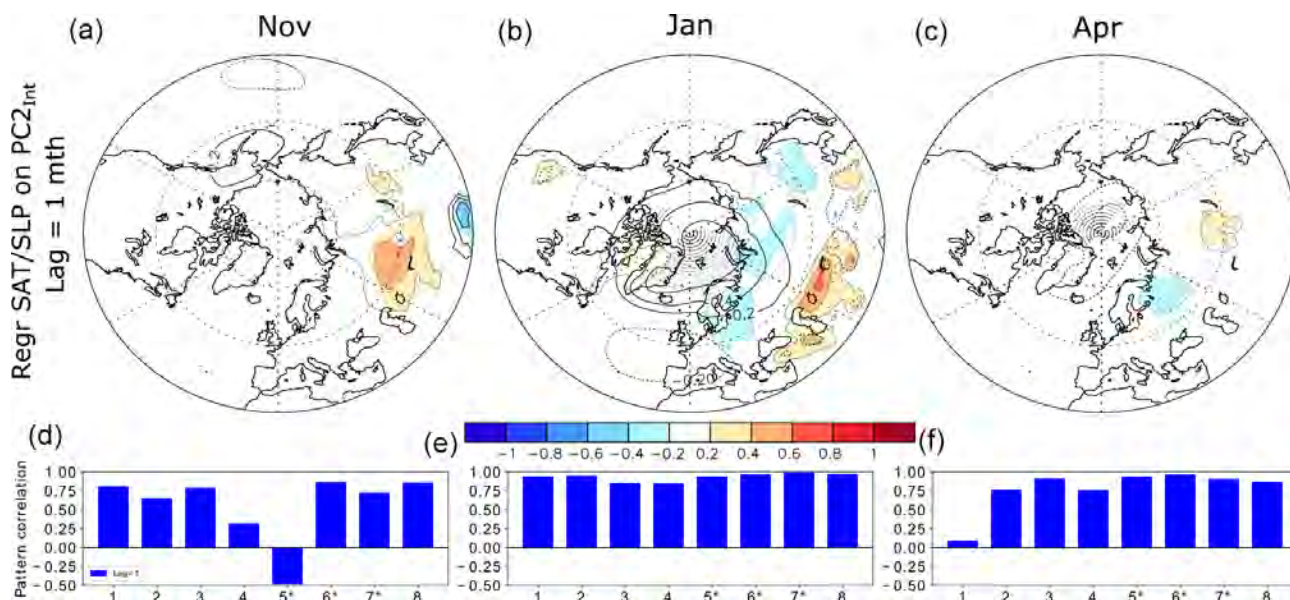 Nov
Jan
Apr
(a)
(b)
(c)
Regr SAT/SLP on PC2Int
Lag = 1 mth
-0.2
-0.20
(d)
(e)
(f)
-1 -0.8 -0.6 -0.4 -0.2 0.2 0.4 0.6 0.8 1
Pattern correlation
1.00
0.75
0.50
0.25
0.00
-0.25
-0.50
Lag= 1
1 2 3 4 5* 6* 7* 8
1.00
0.75
0.50
0.25
0.00
-0.25
-0.50
1 2 3 4 5* 6* 7* 8
1.00
0.75
0.50
0.25
0.00
-0.25
-0.50
1 2 3 4 5* 6* 7* 8